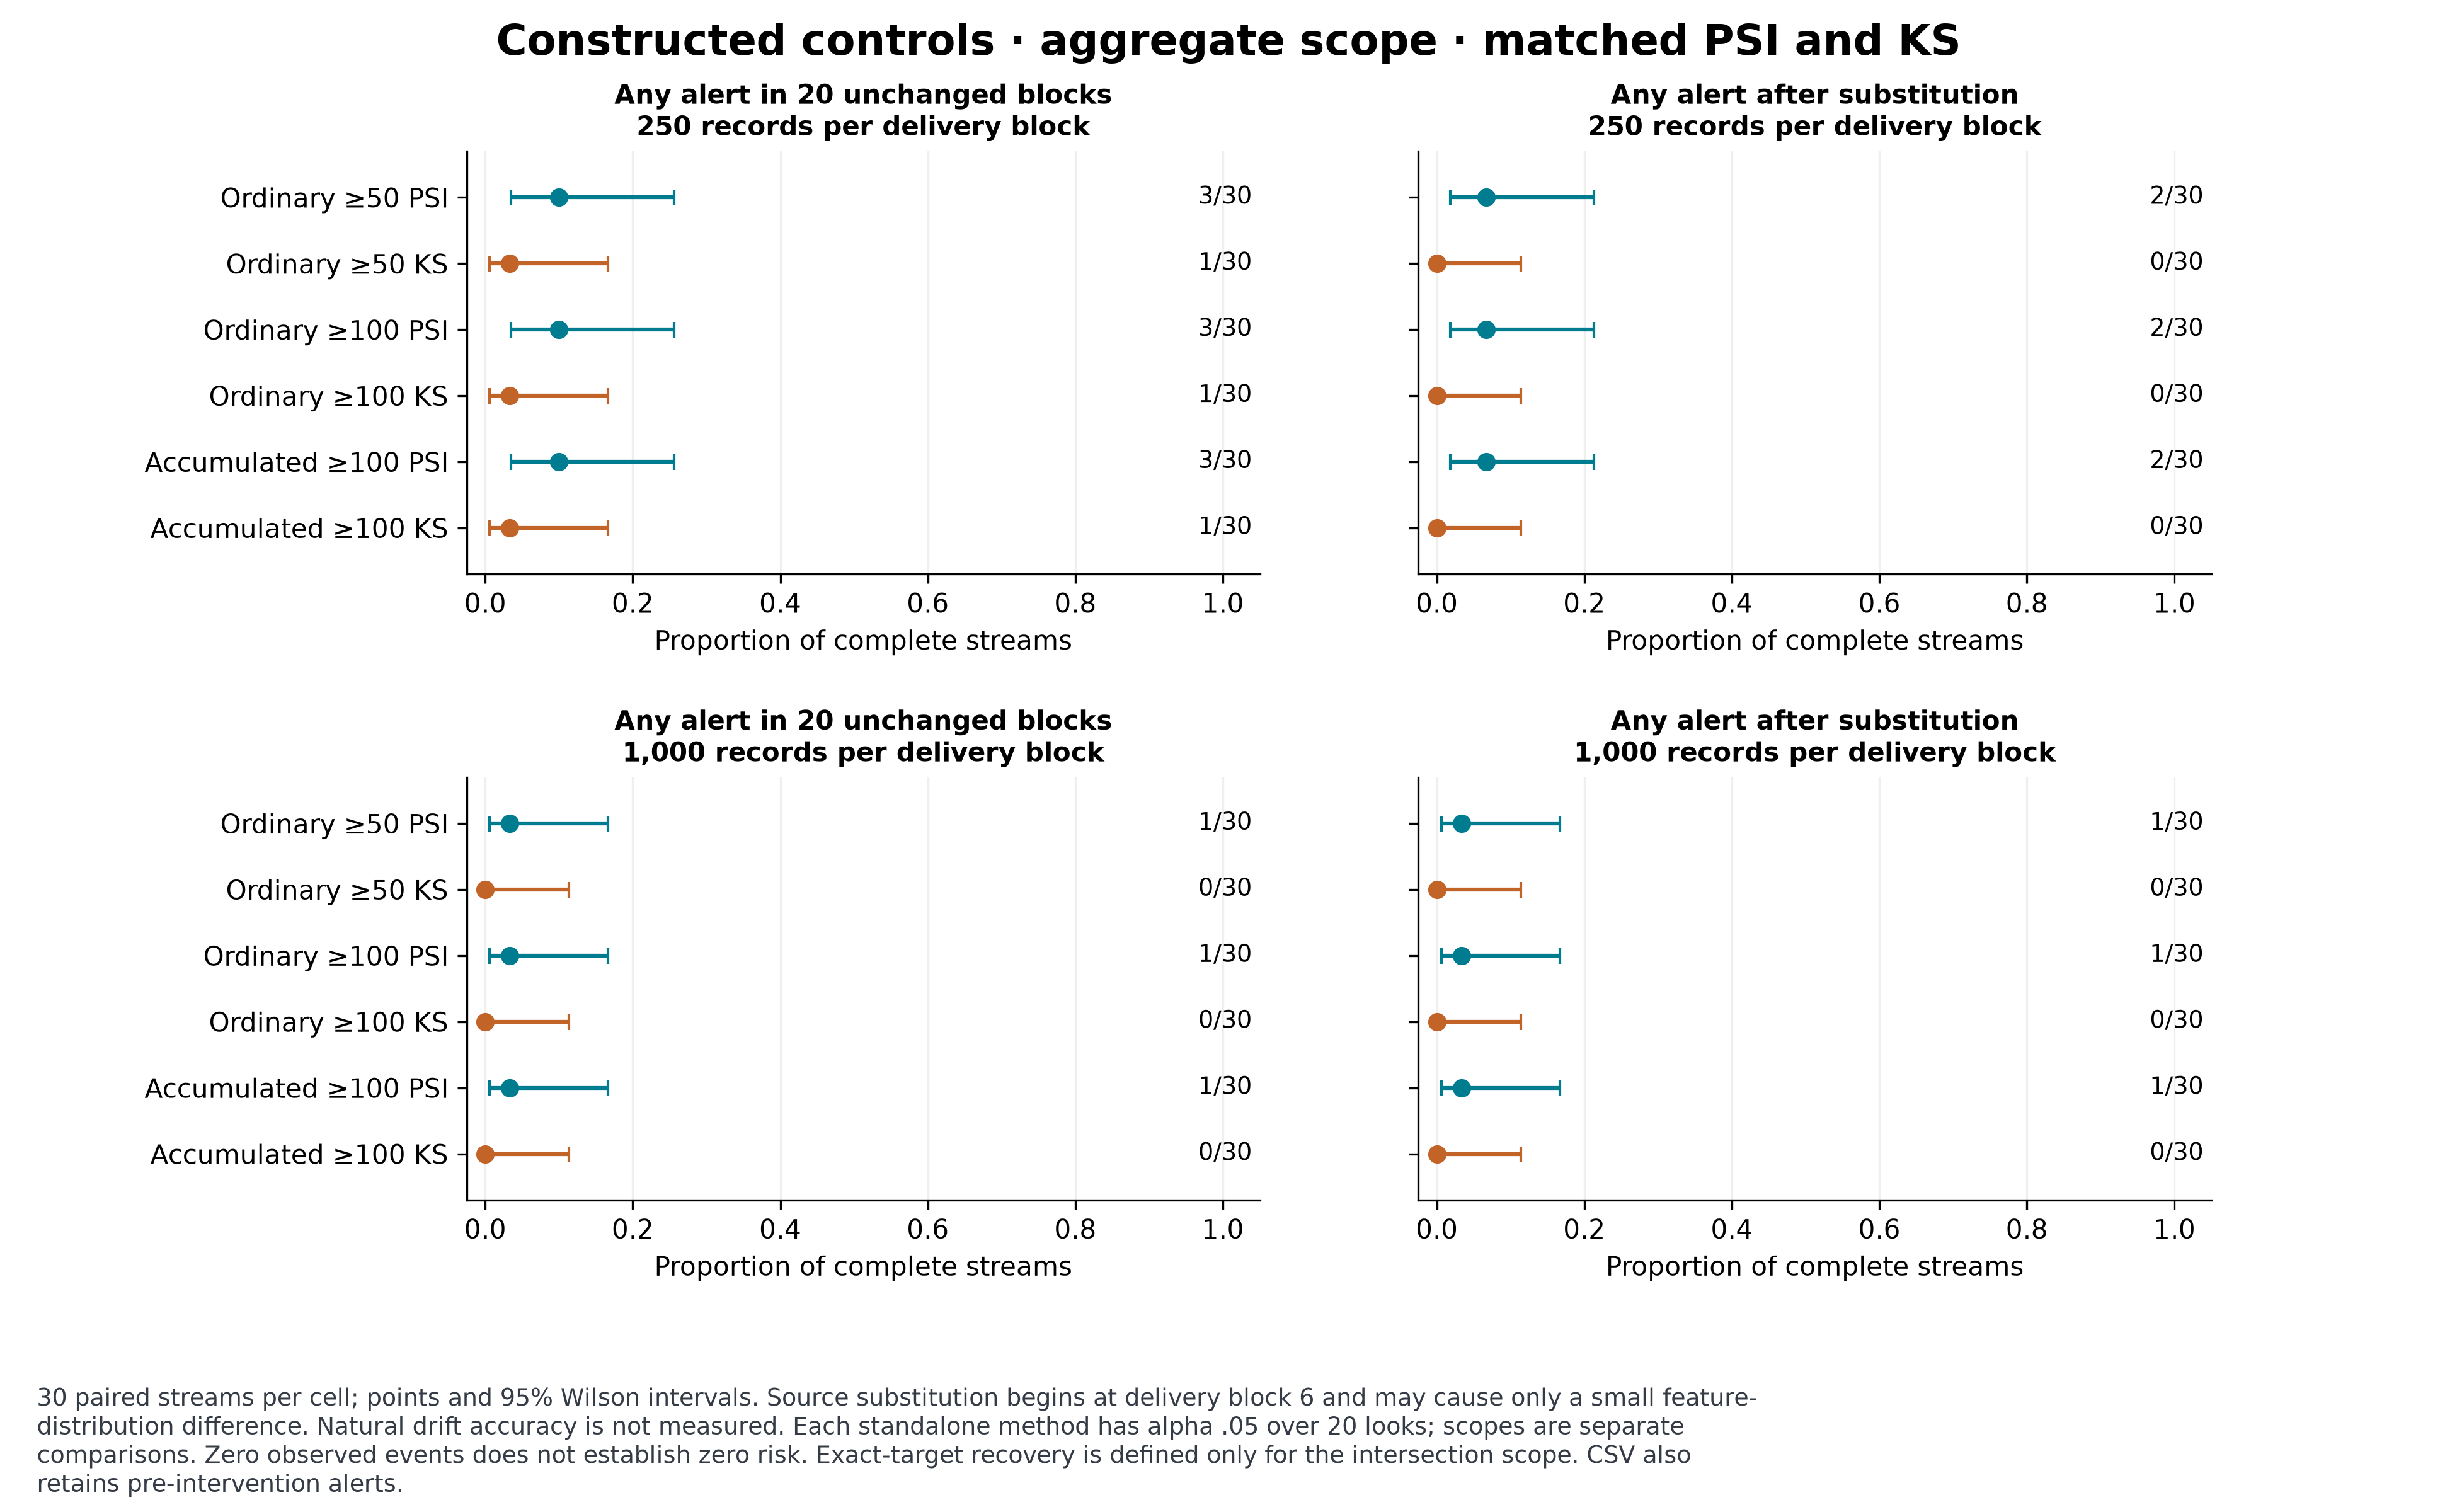 Constructed controls · aggregate scope · matched PSI and KS
Any alert in 20 unchanged blocks
250 records per delivery block
Ordinary ≥50 PSI
3/30
Ordinary ≥50 KS
1/30
Ordinary ≥100 PSI
3/30
Ordinary ≥100 KS
1/30
Accumulated ≥100 PSI
3/30
Accumulated ≥100 KS
1/30
0.0 0.2 0.4 0.6 0.8 1.0
Proportion of complete streams
Any alert after substitution
250 records per delivery block
2/30
0/30
2/30
0/30
2/30
0/30
0.0 0.2 0.4 0.6 0.8 1.0
Proportion of complete streams
Any alert in 20 unchanged blocks
1,000 records per delivery block
Ordinary ≥50 PSI
1/30
Ordinary ≥50 KS
0/30
Ordinary ≥100 PSI
1/30
Ordinary ≥100 KS
0/30
Accumulated ≥100 PSI
1/30
Accumulated ≥100 KS
0/30
0.0 0.2 0.4 0.6 0.8 1.0
Proportion of complete streams
Any alert after substitution
1,000 records per delivery block
1/30
0/30
1/30
0/30
1/30
0/30
0.0 0.2 0.4 0.6 0.8 1.0
Proportion of complete streams
30 paired streams per cell; points and 95% Wilson intervals. Source substitution begins at delivery block 6 and may cause only a small feature-
distribution difference. Natural drift accuracy is not measured. Each standalone method has alpha .05 over 20 looks; scopes are separate
comparisons. Zero observed events does not establish zero risk. Exact-target recovery is defined only for the intersection scope. CSV also
retains pre-intervention alerts.